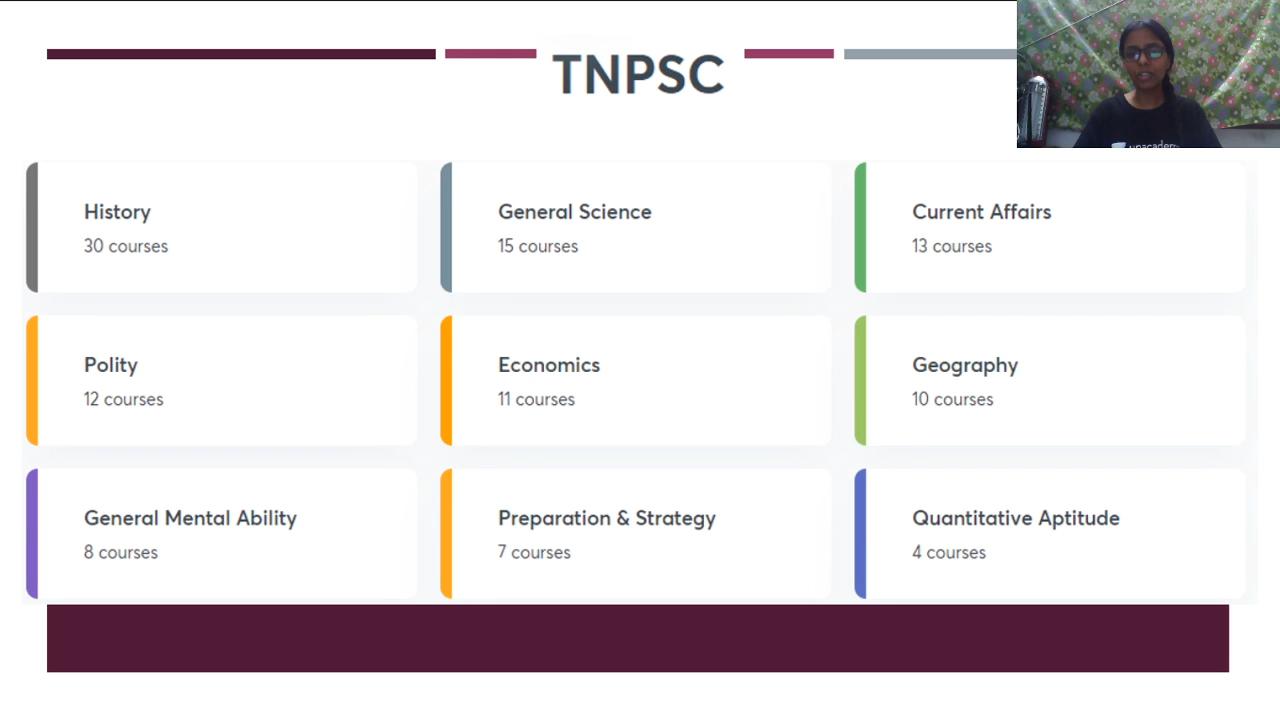 TNPSC
History
30 courses
General Science
15 courses
Current Affairs
13 courses
Polity
12 courses
Economics
11 courses
Geography
10 courses
General Mental Ability
8 courses
Preparation & Strategy
7 courses
Quantitative Aptitude
4 courses